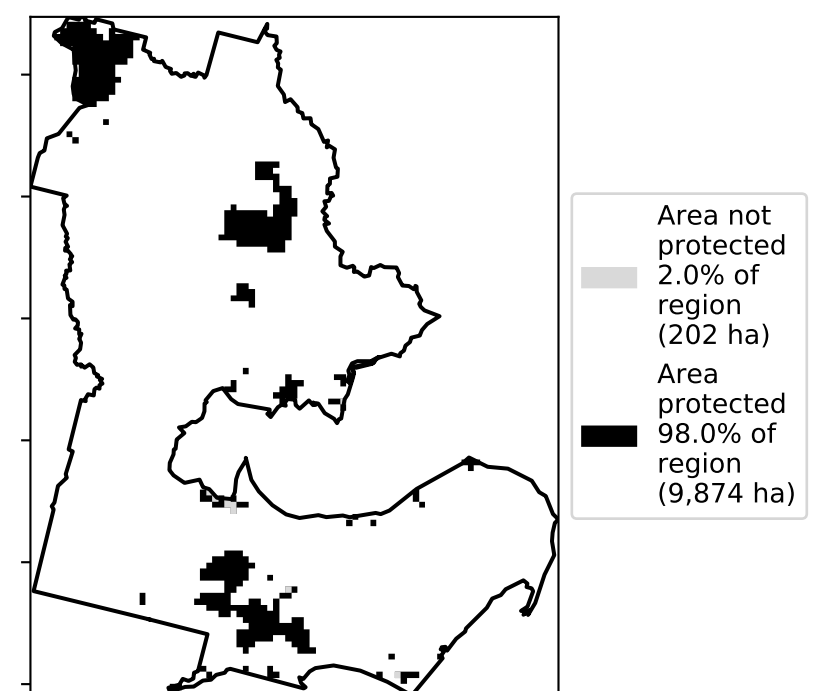 Area not
protected
2.0% of
region
(202 ha)
Area
protected
98.0% of
region
(9,874 ha)